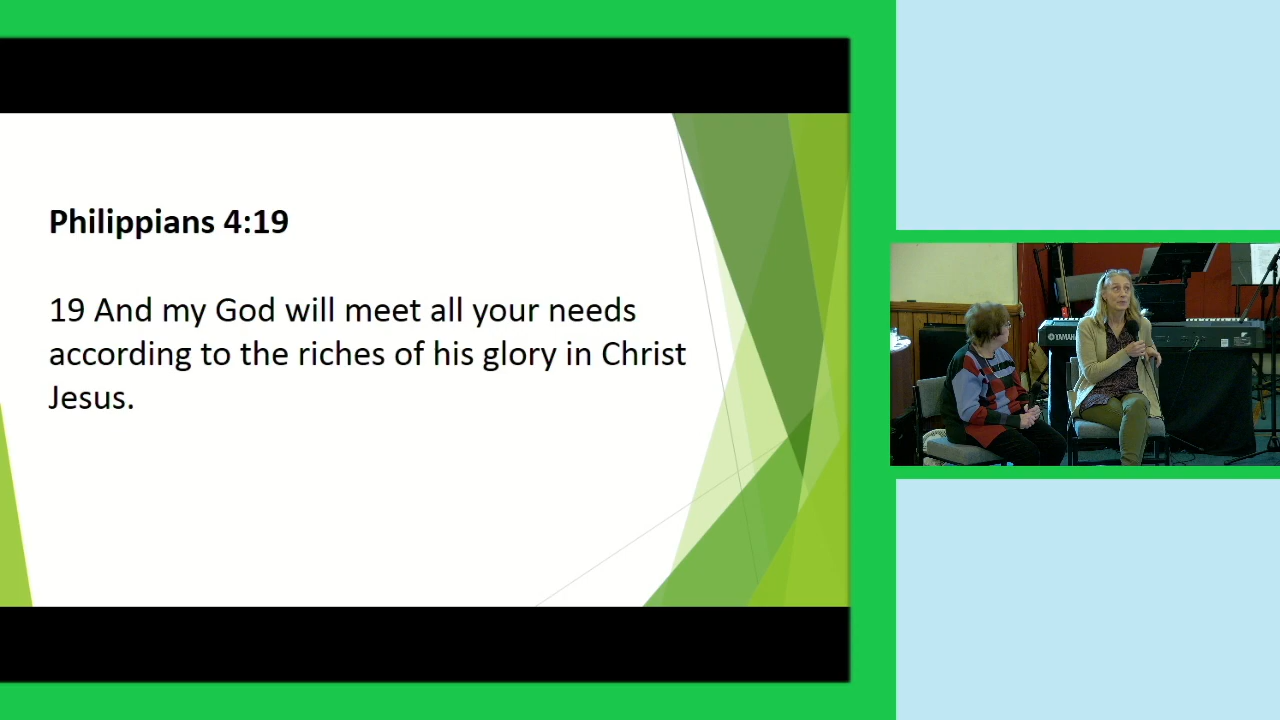 Philippians 4:19
19 And my God will meet all your needs
according to the riches of his glory in Christ
Jesus.
YAMAHA